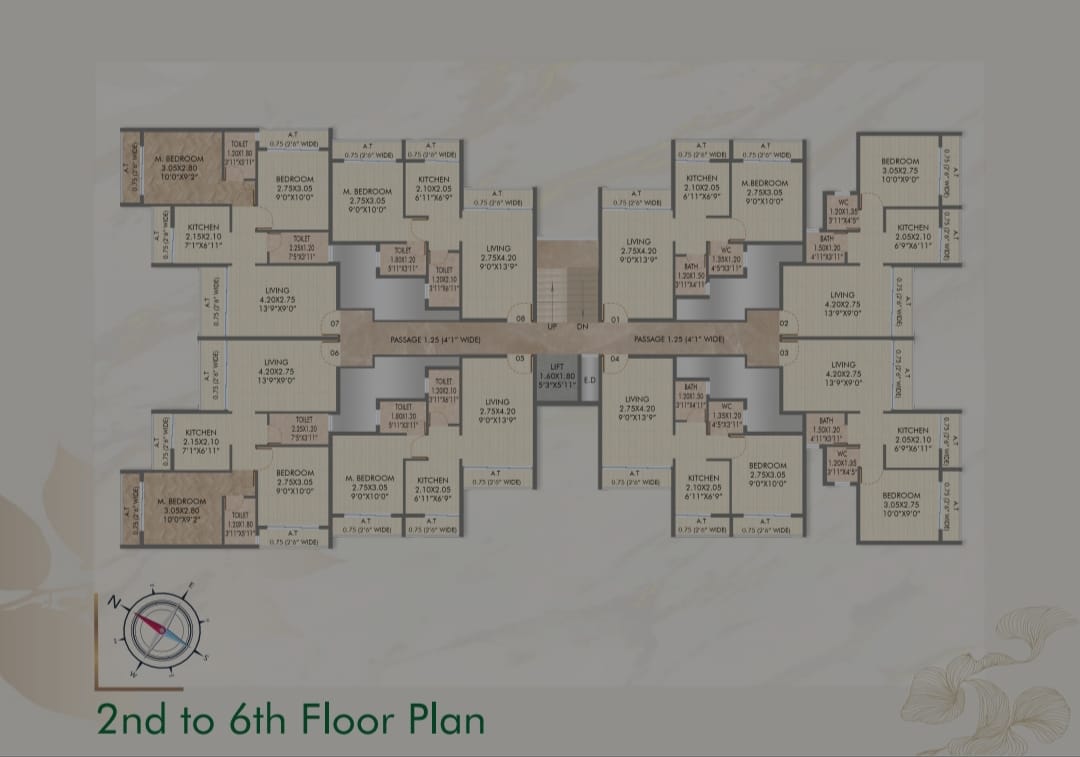 A.T
0.75 (2'6" WIDE)
M. BEDROOM
3.05X2.80
10'0"X9'2"
TOILET
1.20X1.80
3'11"X5'11"
A.T
0.75 (2'6" WIDE)
BEDROOM
2.75X3.05
9'0"X10'0"
A.T
0.75 (2'6" WIDE)
M. BEDROOM
2.75X3.05
9'0"X10'0"
A.T
0.75 (2'6" WIDE)
KITCHEN
2.10X2.05
6'11"X6'9"
A.T
0.75 (2'6" WIDE)
LIVING
2.75X4.20
9'0"X13'9"
A.T
0.75 (2'6" WIDE)
KITCHEN
2.15X2.10
7'1"X6'11"
TOILET
2.25X1.20
7'5"X3'11"
TOILET
1.80X1.20
5'11"X3'11"
TOILET
1.20X2.10
3'11"X6'11"
A.T
0.75 (2'6" WIDE)
LIVING
4.20X2.75
13'9"X9'0"
07
08
A.T
0.75 (2'6" WIDE)
LIVING
2.75X4.20
9'0"X13'9"
A.T
0.75 (2'6" WIDE)
KITCHEN
2.10X2.05
6'11"X6'9"
A.T
0.75 (2'6" WIDE)
M.BEDROOM
2.75X3.05
9'0"X10'0"
BEDROOM
3.05X2.75
10'0"X9'0"
A.T
0.75 (2'6" WIDE)
WC
1.20X1.35
3'11"X4'5"
BATH
1.50X1.20
4'11"X3'11"
KITCHEN
2.05X2.10
6'9"X6'11"
A.T
0.75 (2'6" WIDE)
WC
1.35X1.20
4'5"X3'11"
BATH
1.20X1.50
3'11"X4'11"
LIVING
4.20X2.75
13'9"X9'0"
A.T
0.75 (2'6" WIDE)
01
02
UP
DN
PASSAGE 1.25 (4'1" WIDE)
PASSAGE 1.25 (4'1" WIDE)
06
05
04
03
LIFT
1.60X1.80
5'3"X5'11"
E.D
A.T
0.75 (2'6" WIDE)
LIVING
4.20X2.75
13'9"X9'0"
TOILET
1.20X2.10
3'11"X6'11"
TOILET
1.80X1.20
5'11"X3'11"
LIVING
2.75X4.20
9'0"X13'9"
A.T
0.75 (2'6" WIDE)
KITCHEN
2.15X2.10
7'1"X6'11"
TOILET
2.25X1.20
7'5"X3'11"
A.T
0.75 (2'6" WIDE)
M. BEDROOM
3.05X2.80
10'0"X9'2"
TOILET
1.20X1.80
3'11"X5'11"
BEDROOM
2.75X3.05
9'0"X10'0"
A.T
0.75 (2'6" WIDE)
M. BEDROOM
2.75X3.05
9'0"X10'0"
A.T
0.75 (2'6" WIDE)
KITCHEN
2.10X2.05
6'11"X6'9"
A.T
0.75 (2'6" WIDE)
A.T
0.75 (2'6" WIDE)
LIVING
2.75X4.20
9'0"X13'9"
A.T
0.75 (2'6" WIDE)
BATH
1.20X1.50
3'11"X4'11"
WC
1.35X1.20
4'5"X3'11"
KITCHEN
2.10X2.05
6'11"X6'9"
A.T
0.75 (2'6" WIDE)
BEDROOM
2.75X3.05
9'0"X10'0"
A.T
0.75 (2'6" WIDE)
LIVING
4.20X2.75
13'9"X9'0"
A.T
0.75 (2'6" WIDE)
BATH
1.50X1.20
4'11"X3'11"
WC
1.20X1.35
3'11"X4'5"
KITCHEN
2.05X2.10
6'9"X6'11"
A.T
0.75 (2'6" WIDE)
BEDROOM
3.05X2.75
10'0"X9'0"
A.T
0.75 (2'6" WIDE)
N
E
S
W
2nd to 6th Floor Plan